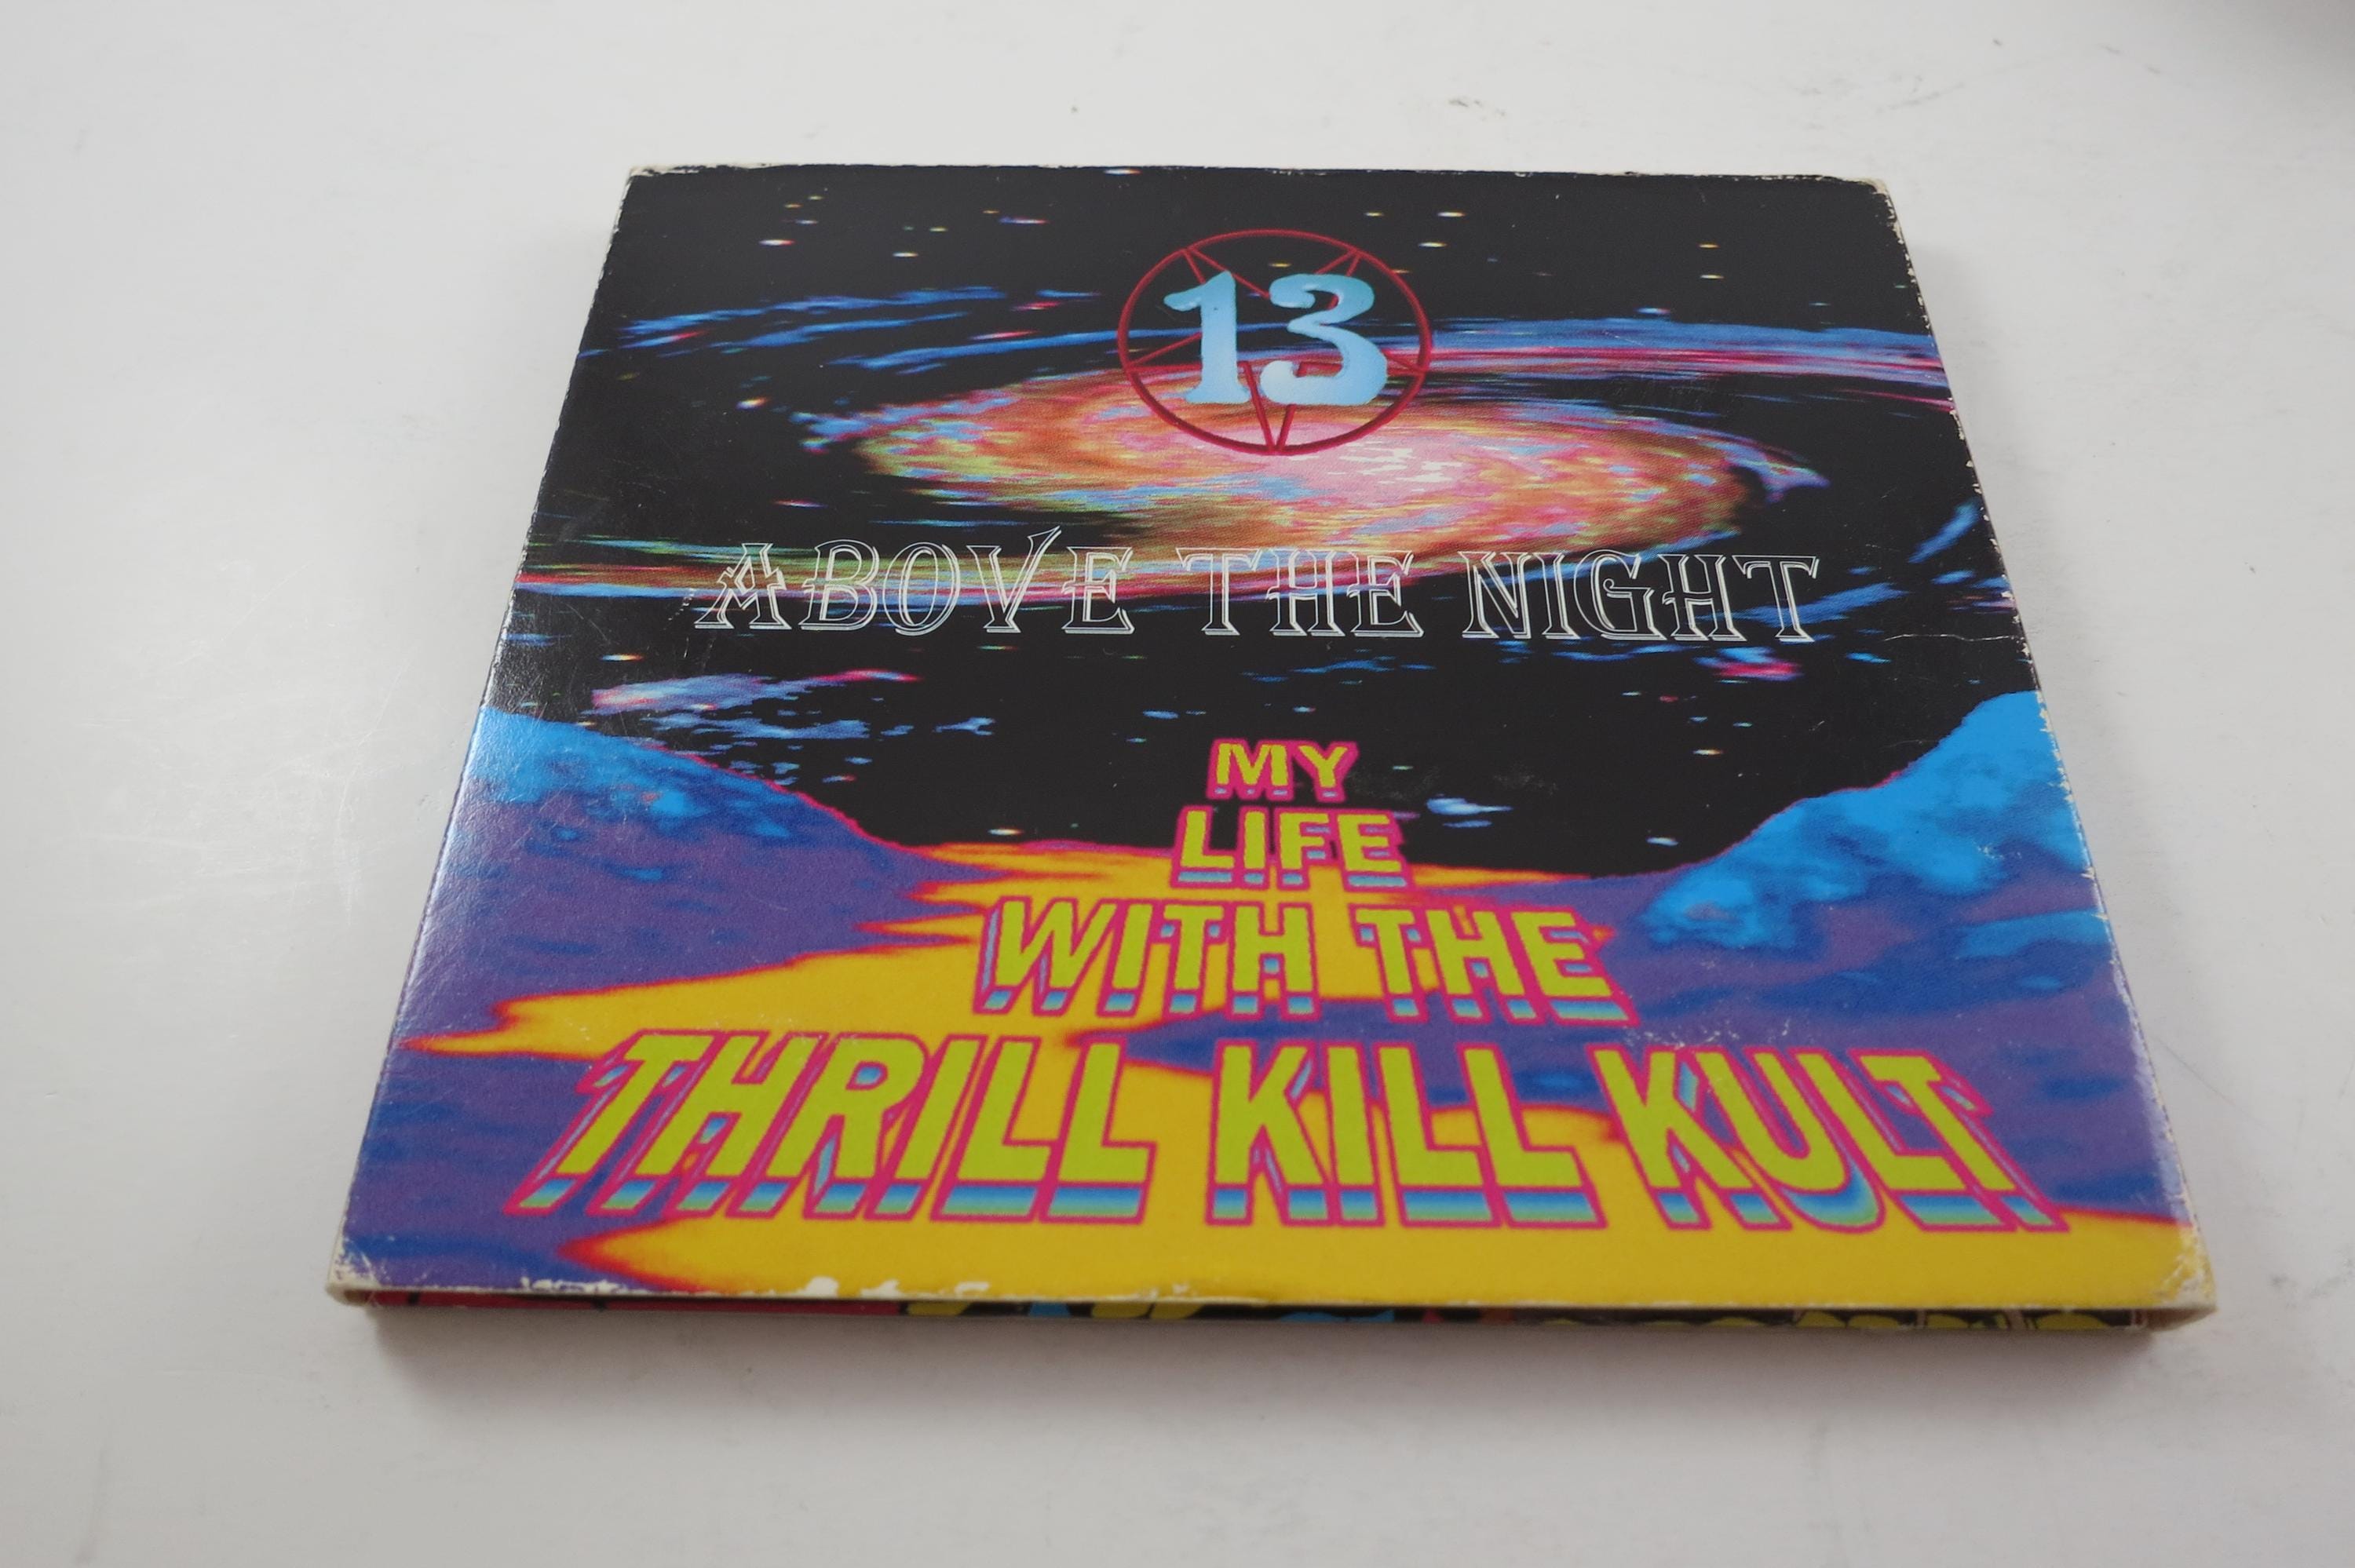 13
ABOVE THE NIGHT
MY
LIFE
WITH THE
THRILL KILL KULT